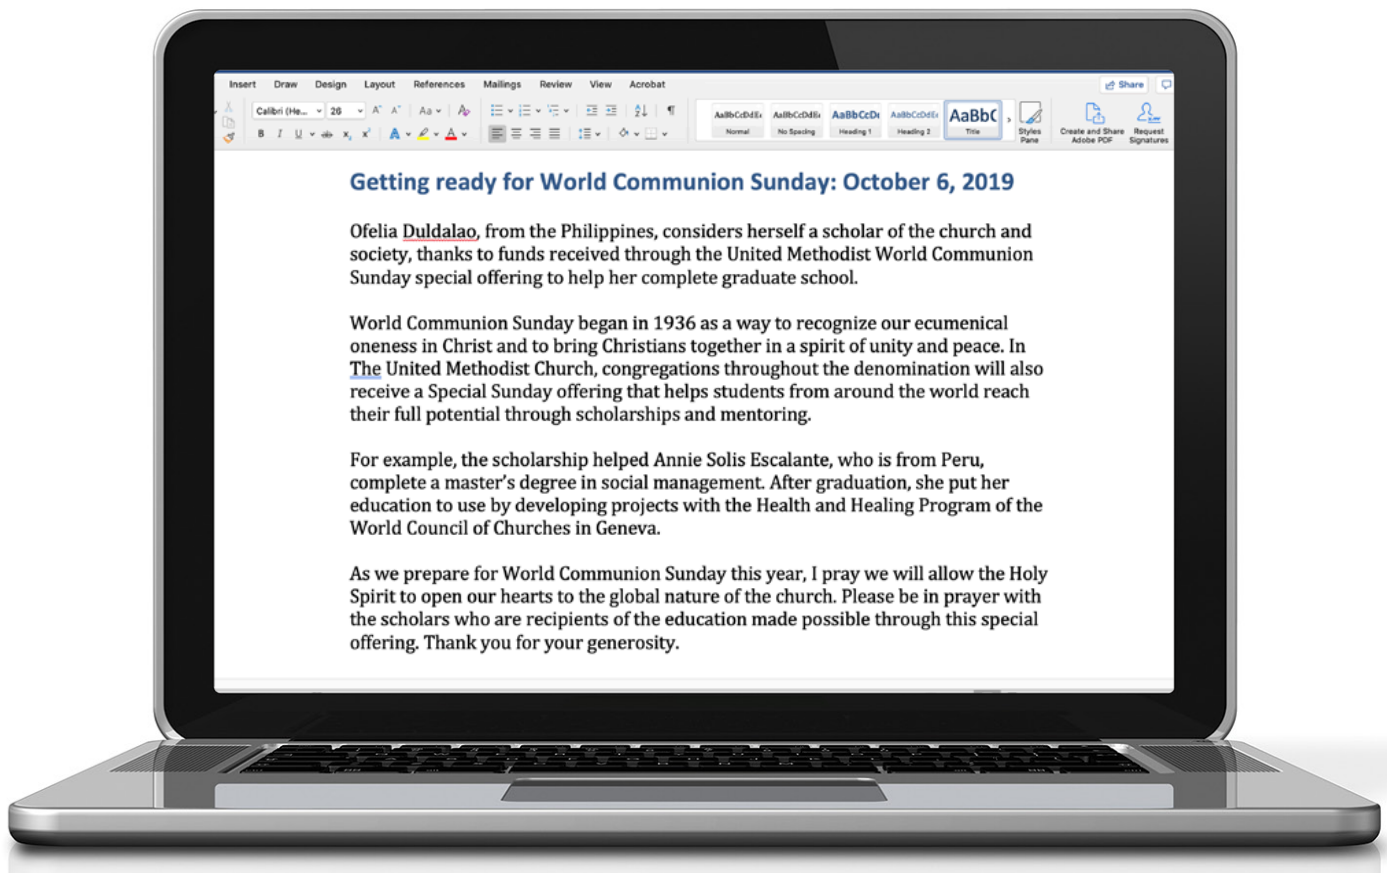 Insert Draw Design Layout References Mailings Review View Acrobat Share
Calibri (He... 26 A A Aa A
B I U ab x x A A
AaBbCcDdEe AaBbCcDdEe AaBbCcDc AaBbCcDdEe AaBbC
Normal No Spacing Heading 1 Heading 2 Title
Styles Pane
Create and Share Adobe PDF
Request Signatures
Getting ready for World Communion Sunday: October 6, 2019
Ofelia Duldalao, from the Philippines, considers herself a scholar of the church and
society, thanks to funds received through the United Methodist World Communion
Sunday special offering to help her complete graduate school.
World Communion Sunday began in 1936 as a way to recognize our ecumenical
oneness in Christ and to bring Christians together in a spirit of unity and peace. In
The United Methodist Church, congregations throughout the denomination will also
receive a Special Sunday offering that helps students from around the world reach
their full potential through scholarships and mentoring.
For example, the scholarship helped Annie Solis Escalante, who is from Peru,
complete a master’s degree in social management. After graduation, she put her
education to use by developing projects with the Health and Healing Program of the
World Council of Churches in Geneva.
As we prepare for World Communion Sunday this year, I pray we will allow the Holy
Spirit to open our hearts to the global nature of the church. Please be in prayer with
the scholars who are recipients of the education made possible through this special
offering. Thank you for your generosity.